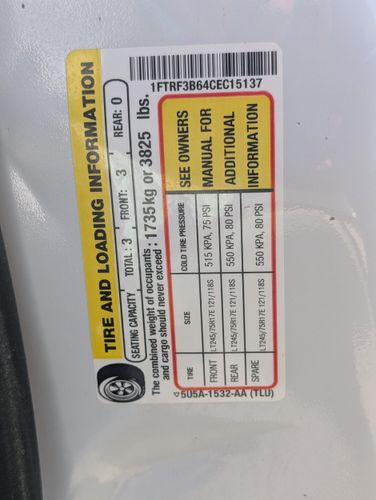 TIRE AND LOADING INFORMATION
SEATING CAPACITY TOTAL : 3 FRONT: 3 REAR: 0
The combined weight of occupants
and cargo should never exceed : 1735kg or 3825 lbs.
1FTRF3B64CEC15137
TIRE SIZE COLD TIRE PRESSURE SEE OWNERS
FRONT LT245/75R17E 121/118S 515 KPA, 75 PSI MANUAL FOR
REAR LT245/75R17E 121/118S 550 KPA, 80 PSI ADDITIONAL
SPARE LT245/75R17E 121/118S 550 KPA, 80 PSI INFORMATION
5U5A-1532-AA (TLU)